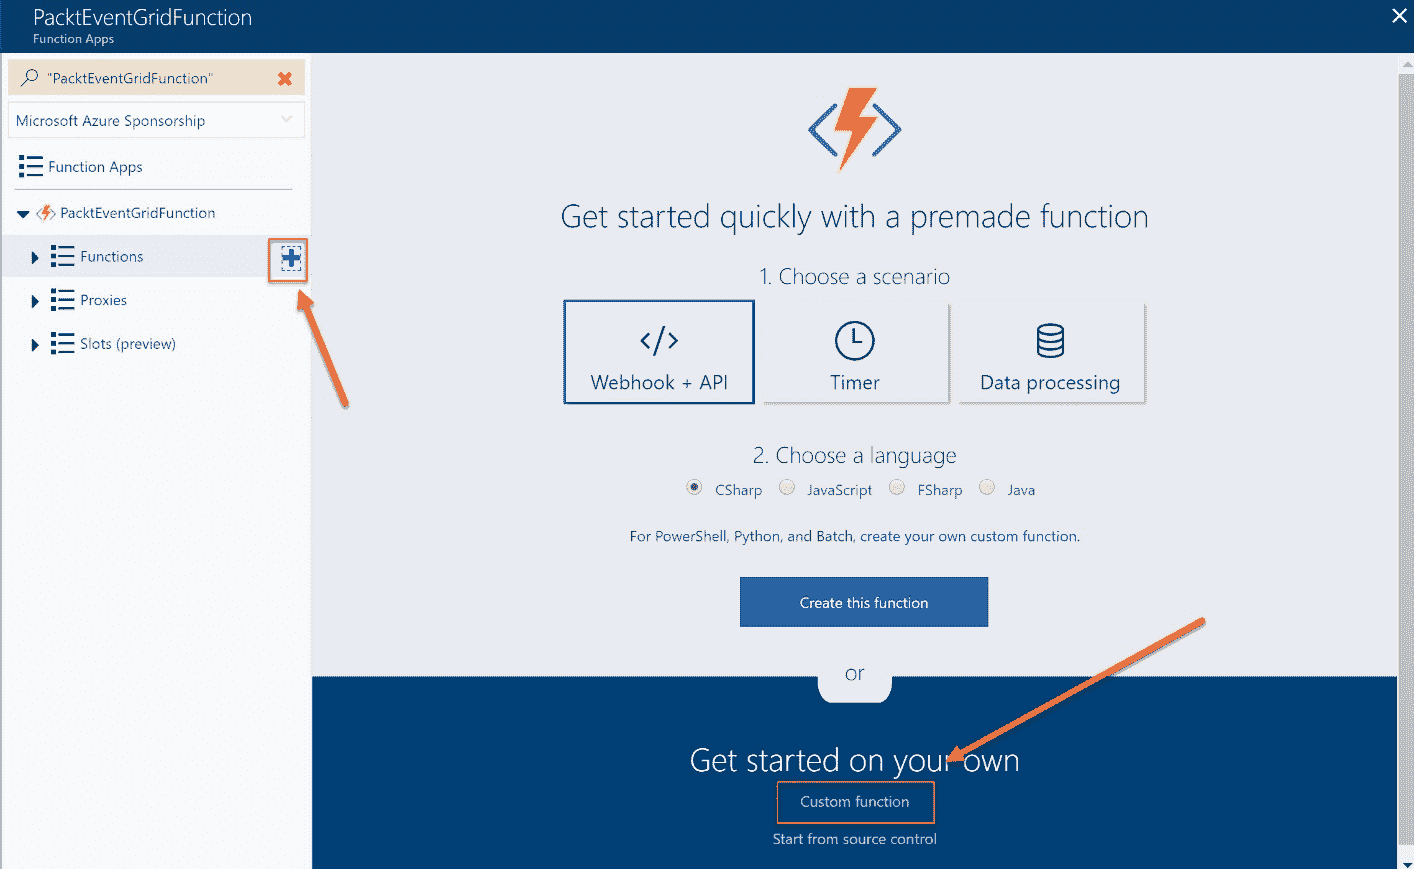 PacktEventGridFunction
Function Apps
"PacktEventGridFunction"
Microsoft Azure Sponsorship
Function Apps
PacktEventGridFunction
Functions
Proxies
Slots (preview)
Get started quickly with a premade function
1. Choose a scenario
</>
Webhook + API
Timer
Data processing
2. Choose a language
CSharp JavaScript FSharp Java
For PowerShell, Python, and Batch, create your own custom function.
Create this function
or
Get started on your own
Custom function
Start from source control